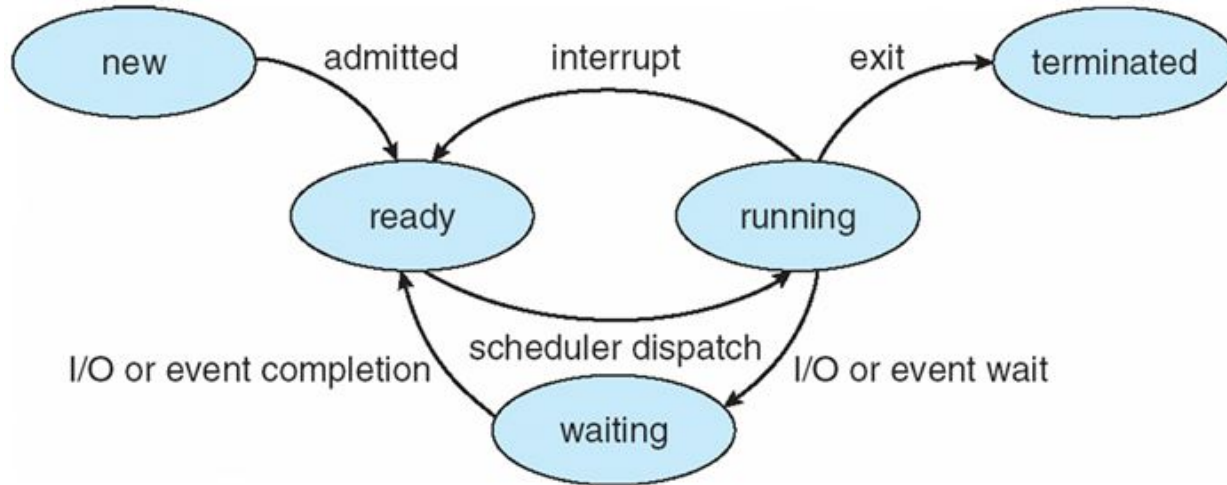 new
admitted
interrupt
exit
terminated
ready
running
I/O or event completion
scheduler dispatch
I/O or event wait
waiting